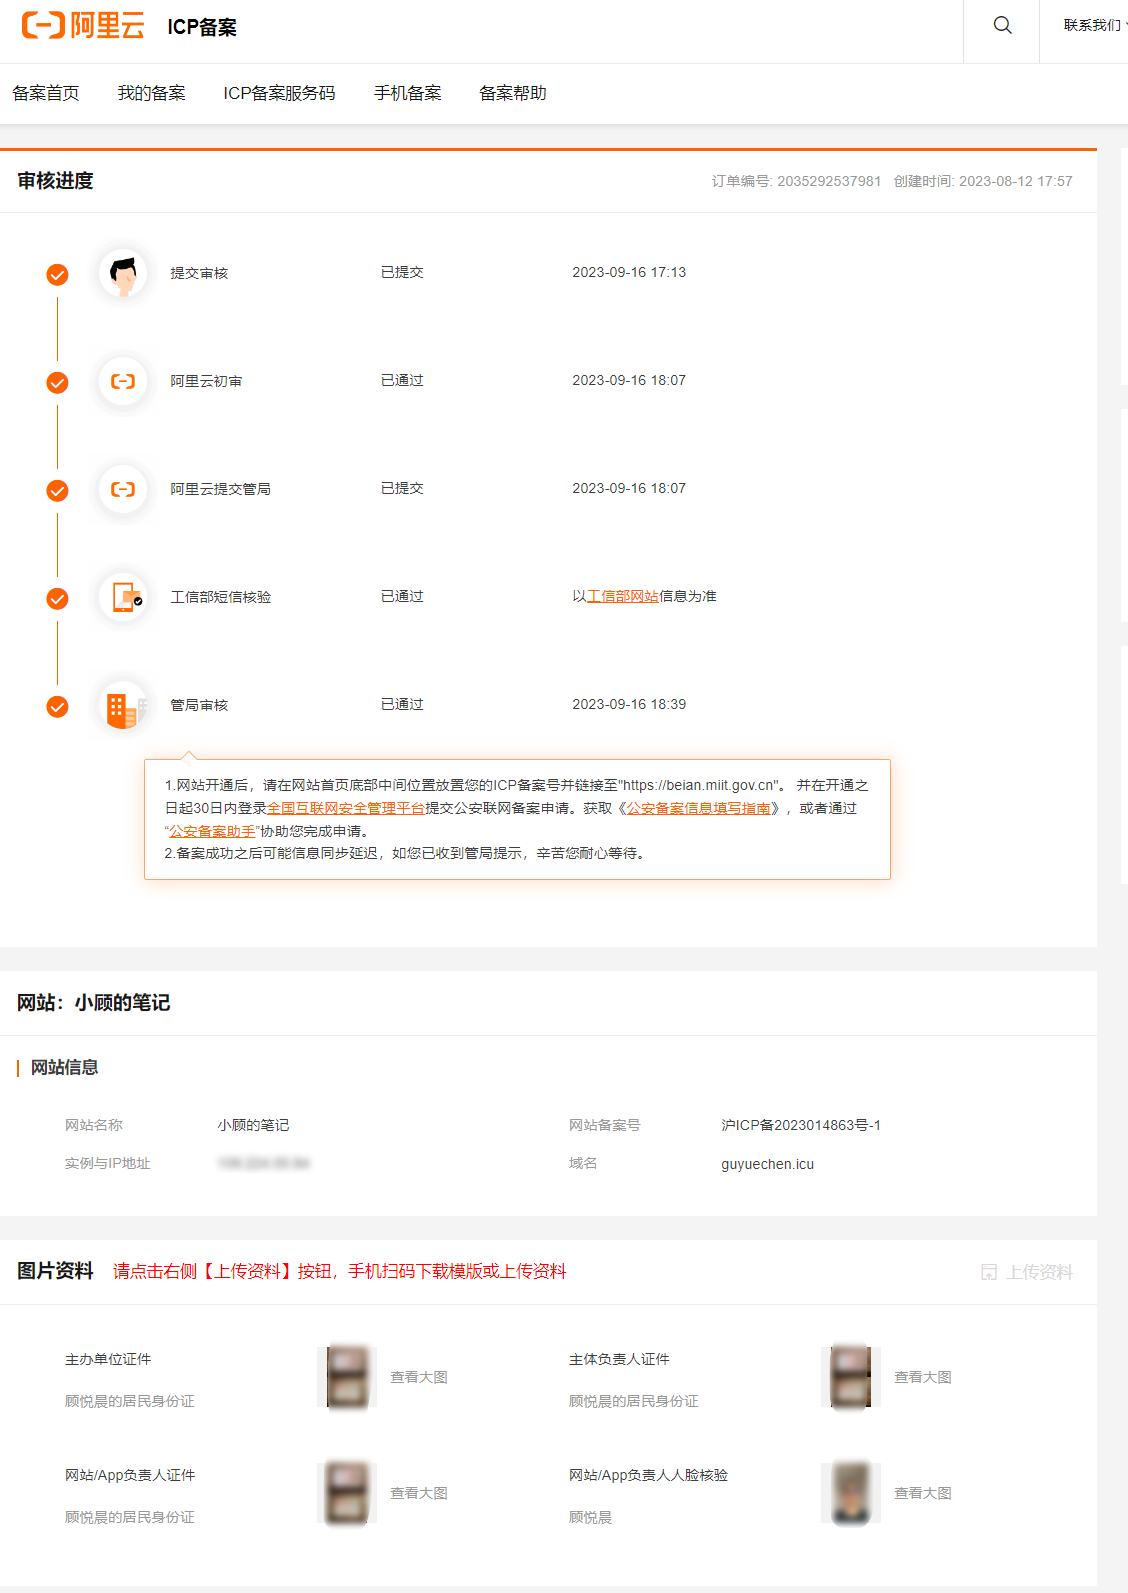 阿里云 ICP备案
联系我们
备案首页 我的备案 ICP备案服务码 手机备案 备案帮助
审核进度 订单编号: 2035292537981 创建时间: 2023-08-12 17:57
提交审核 已提交 2023-09-16 17:13
阿里云初审 已通过 2023-09-16 18:07
阿里云提交管局 已提交 2023-09-16 18:07
工信部短信核验 已通过 以工信部网站信息为准
管局审核 已通过 2023-09-16 18:39
1.网站开通后，请在网站首页底部中间位置放置您的ICP备案号并链接至"https://beian.miit.gov.cn"。 并在开通之
日起30日内登录全国互联网安全管理平台提交公安联网备案申请。获取《公安备案信息填写指南》，或者通过
“公安备案助手”协助您完成申请。
2.备案成功之后可能信息同步延迟，如您已收到管局提示，辛苦您耐心等待。
网站：小顾的笔记
网站信息
网站名称 小顾的笔记 网站备案号 沪ICP备2023014863号-1
实例与IP地址 域名 guyuechen.icu
图片资料 请点击右侧【上传资料】按钮，手机扫码下载模版或上传资料 上传资料
主办单位证件 查看大图 主体负责人证件 查看大图
顾悦晨的居民身份证 顾悦晨的居民身份证
网站/App负责人证件 查看大图 网站/App负责人人脸核验 查看大图
顾悦晨的居民身份证 顾悦晨